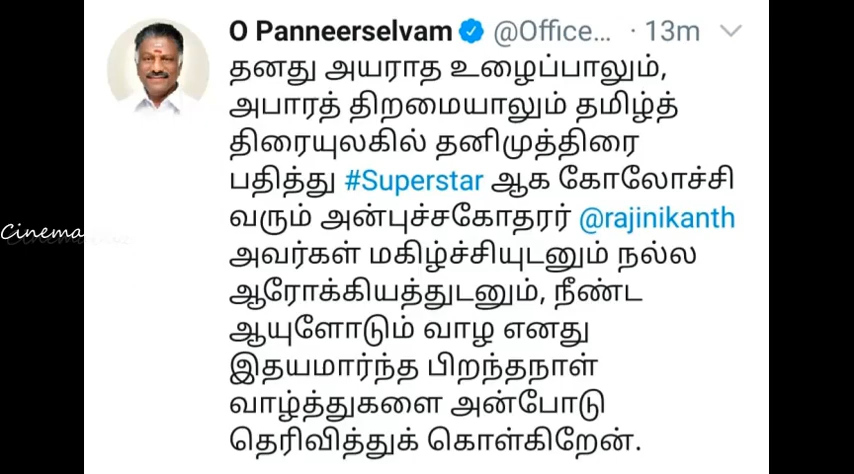 O Panneerselvam @Office... · 13m
தனது அயராத உழைப்பாலும்,
அபாரத் திறமையாலும் தமிழ்த்
திரையுலகில் தனிமுத்திரை
பதித்து #Superstar ஆக கோலோச்சி
வரும் அன்புச்சகோதரர் @rajinikanth
அவர்கள் மகிழ்ச்சியுடனும் நல்ல
ஆரோக்கியத்துடனும், நீண்ட
ஆயுளோடும் வாழ எனது
இதயமார்ந்த பிறந்தநாள்
வாழ்த்துகளை அன்போடு
தெரிவித்துக் கொள்கிறேன்.
Cinema